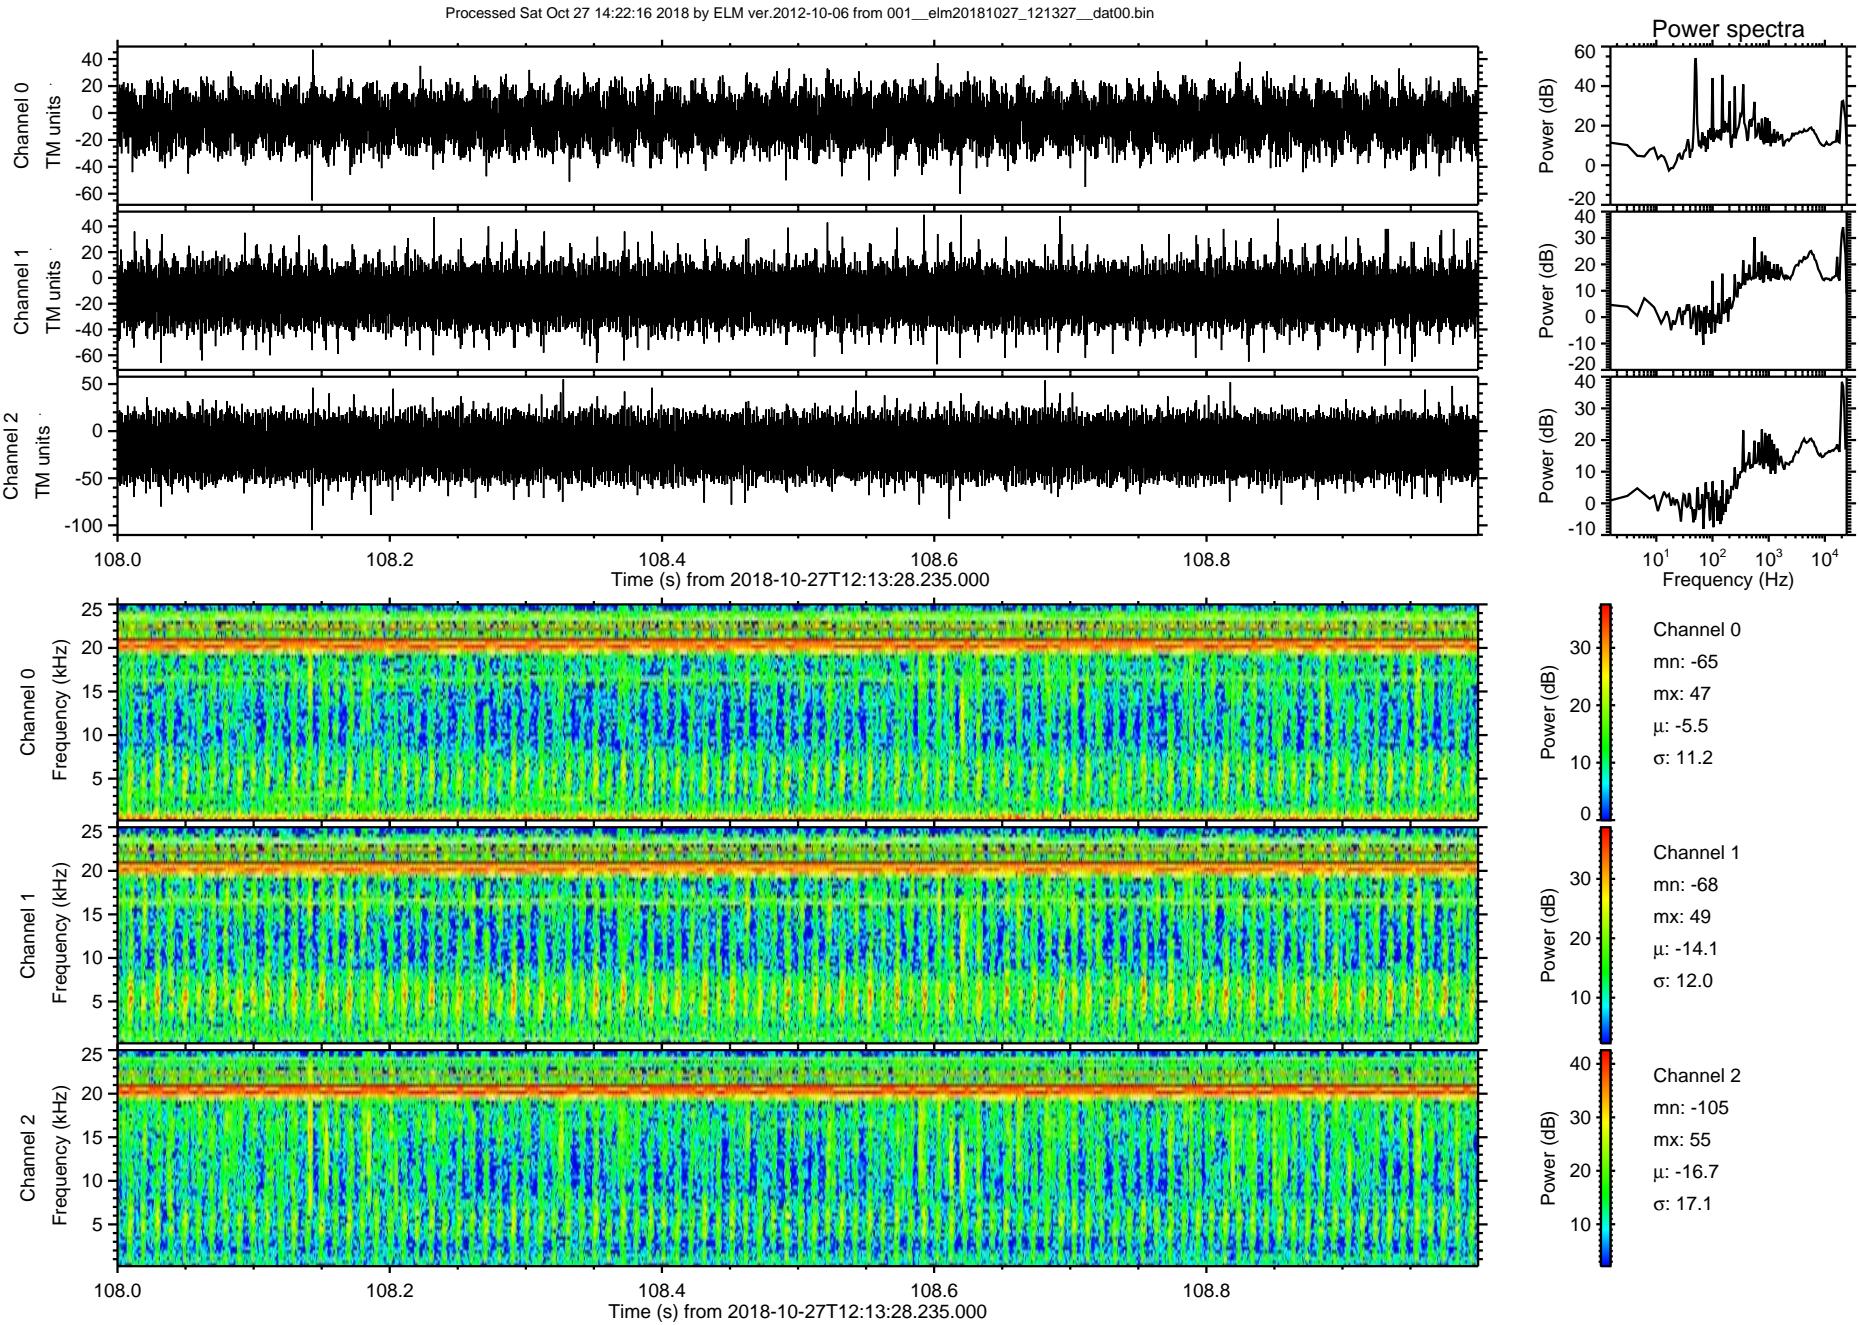 Processed Sat Oct 27 14:22:16 2018 by ELM ver.2012-10-06 from 001__elm20181027_121327__dat00.bin
Power spectra
Channel 0
TM units
40
20
0
-20
-40
-60
Power (dB)
60
40
20
0
-20
Channel 1
TM units
40
20
0
-20
-40
-60
Power (dB)
40
30
20
10
0
-10
-20
Channel 2
TM units
50
0
-50
-100
Power (dB)
40
30
20
10
0
-10
108.0 108.2 108.4 108.6 108.8
Time (s) from 2018-10-27T12:13:28.235.000
10¹ 10² 10³ 10⁴
Frequency (Hz)
Channel 0
Frequency (kHz)
25
20
15
10
5
Power (dB)
30
20
10
0
Channel 0
mn: -65
mx: 47
μ: -5.5
σ: 11.2
Channel 1
Frequency (kHz)
25
20
15
10
5
Power (dB)
30
20
10
Channel 1
mn: -68
mx: 49
μ: -14.1
σ: 12.0
Channel 2
Frequency (kHz)
25
20
15
10
5
Power (dB)
40
30
20
10
Channel 2
mn: -105
mx: 55
μ: -16.7
σ: 17.1
108.0 108.2 108.4 108.6 108.8
Time (s) from 2018-10-27T12:13:28.235.000